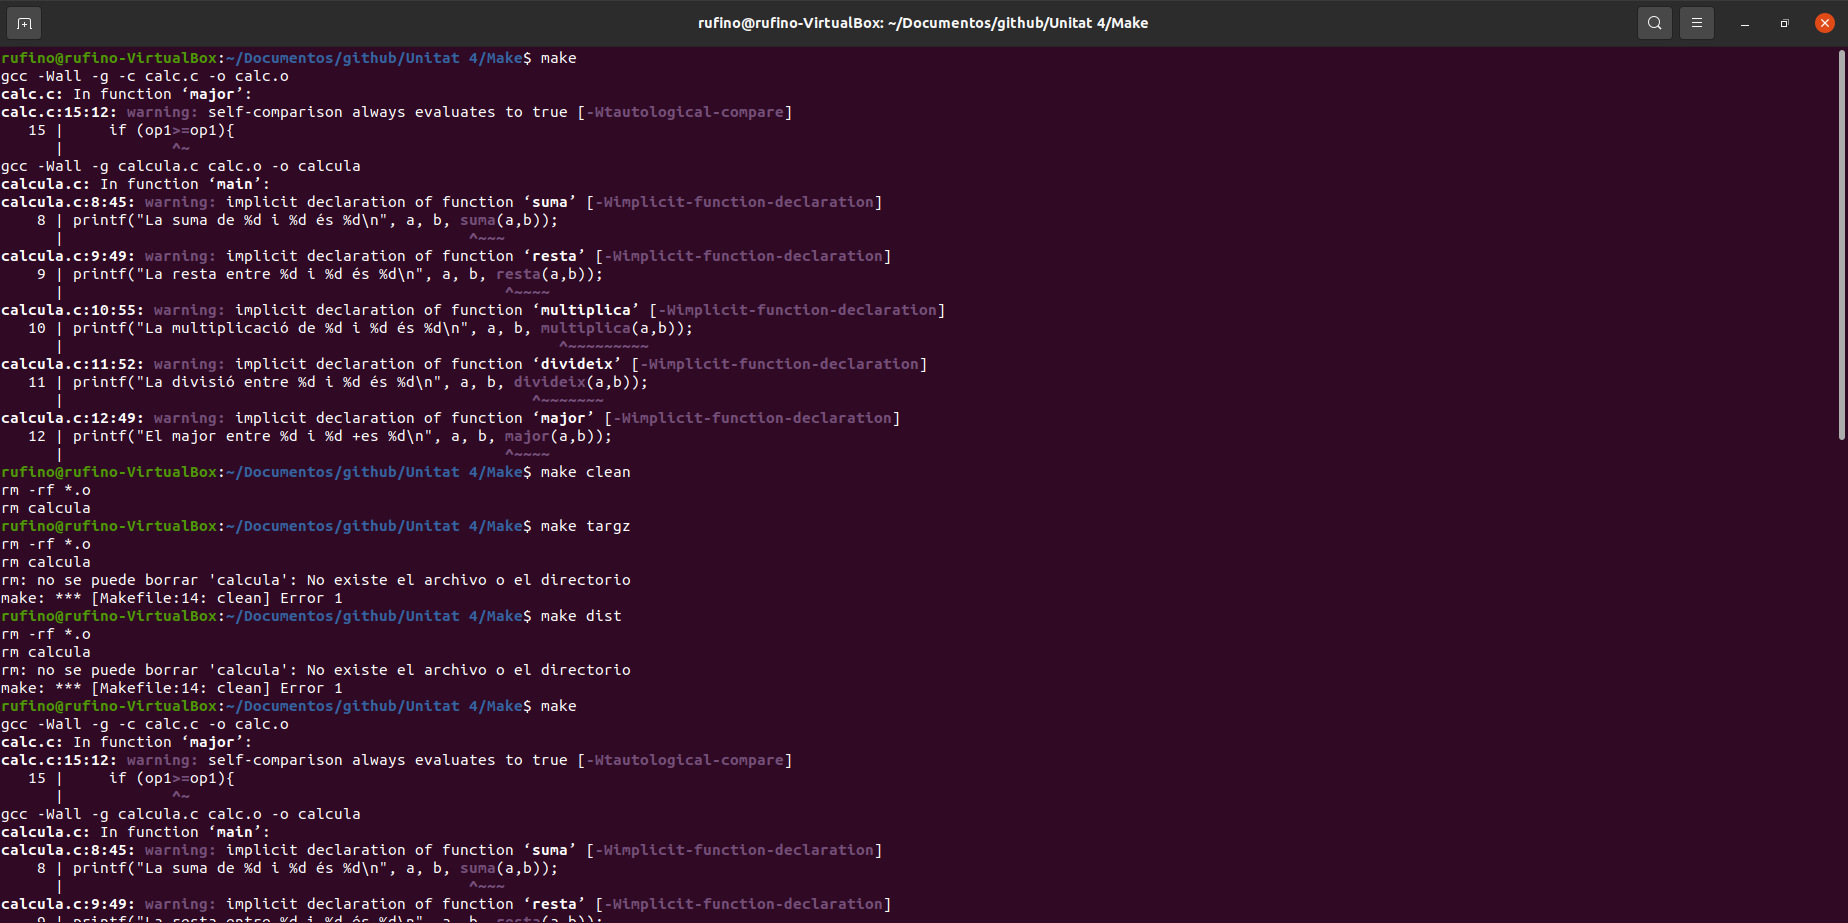 rufino@rufino-VirtualBox: ~/Documentos/github/Unitat 4/Make
rufino@rufino-VirtualBox:~/Documentos/github/Unitat 4/Make$ make
gcc -Wall -g -c calc.c -o calc.o
calc.c: In function ‘major’:
calc.c:15:12: warning: self-comparison always evaluates to true [-Wtautological-compare]
   15 |     if (op1>=op1){
      |            ^~
gcc -Wall -g calcula.c calc.o -o calcula
calcula.c: In function ‘main’:
calcula.c:8:45: warning: implicit declaration of function ‘suma’ [-Wimplicit-function-declaration]
    8 | printf("La suma de %d i %d és %d\n", a, b, suma(a,b));
      |                                             ^~~~
calcula.c:9:49: warning: implicit declaration of function ‘resta’ [-Wimplicit-function-declaration]
    9 | printf("La resta entre %d i %d és %d\n", a, b, resta(a,b));
      |                                                 ^~~~~
calcula.c:10:55: warning: implicit declaration of function ‘multiplica’ [-Wimplicit-function-declaration]
   10 | printf("La multiplicació de %d i %d és %d\n", a, b, multiplica(a,b));
      |                                                       ^~~~~~~~~~
calcula.c:11:52: warning: implicit declaration of function ‘divideix’ [-Wimplicit-function-declaration]
   11 | printf("La divisió entre %d i %d és %d\n", a, b, divideix(a,b));
      |                                                    ^~~~~~~~
calcula.c:12:49: warning: implicit declaration of function ‘major’ [-Wimplicit-function-declaration]
   12 | printf("El major entre %d i %d +es %d\n", a, b, major(a,b));
      |                                                 ^~~~~
rufino@rufino-VirtualBox:~/Documentos/github/Unitat 4/Make$ make clean
rm -rf *.o
rm calcula
rufino@rufino-VirtualBox:~/Documentos/github/Unitat 4/Make$ make targz
rm -rf *.o
rm calcula
rm: no se puede borrar 'calcula': No existe el archivo o el directorio
make: *** [Makefile:14: clean] Error 1
rufino@rufino-VirtualBox:~/Documentos/github/Unitat 4/Make$ make dist
rm -rf *.o
rm calcula
rm: no se puede borrar 'calcula': No existe el archivo o el directorio
make: *** [Makefile:14: clean] Error 1
rufino@rufino-VirtualBox:~/Documentos/github/Unitat 4/Make$ make
gcc -Wall -g -c calc.c -o calc.o
calc.c: In function ‘major’:
calc.c:15:12: warning: self-comparison always evaluates to true [-Wtautological-compare]
   15 |     if (op1>=op1){
      |            ^~
gcc -Wall -g calcula.c calc.o -o calcula
calcula.c: In function ‘main’:
calcula.c:8:45: warning: implicit declaration of function ‘suma’ [-Wimplicit-function-declaration]
    8 | printf("La suma de %d i %d és %d\n", a, b, suma(a,b));
      |                                             ^~~~
calcula.c:9:49: warning: implicit declaration of function ‘resta’ [-Wimplicit-function-declaration]
    9 | printf("La resta entre %d i %d és %d\n", a, b, resta(a,b));